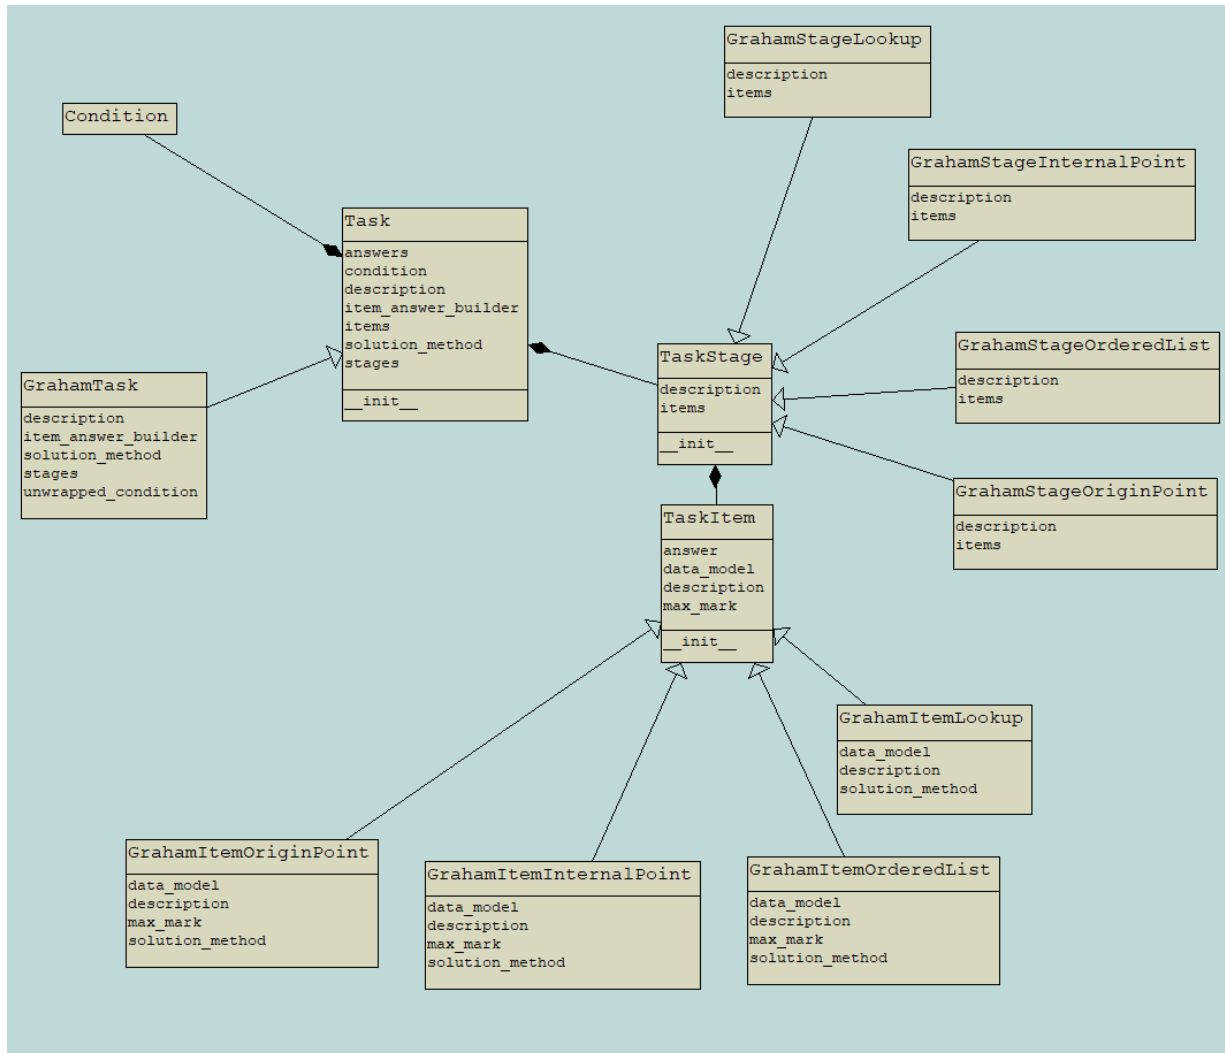 GrahamStageLookup
description
items
Condition
GrahamStageInternalPoint
description
items
Task
answers
condition
description
item_answer_builder
items
solution_method
stages
__init__
GrahamStageOrderedList
description
items
TaskStage
description
items
__init__
GrahamTask
description
item_answer_builder
solution_method
stages
unwrapped_condition
GrahamStageOriginPoint
description
items
TaskItem
answer
data_model
description
max_mark
__init__
GrahamItemLookup
data_model
description
solution_method
GrahamItemOriginPoint
data_model
description
max_mark
solution_method
GrahamItemInternalPoint
data_model
description
max_mark
solution_method
GrahamItemOrderedList
data_model
description
max_mark
solution_method